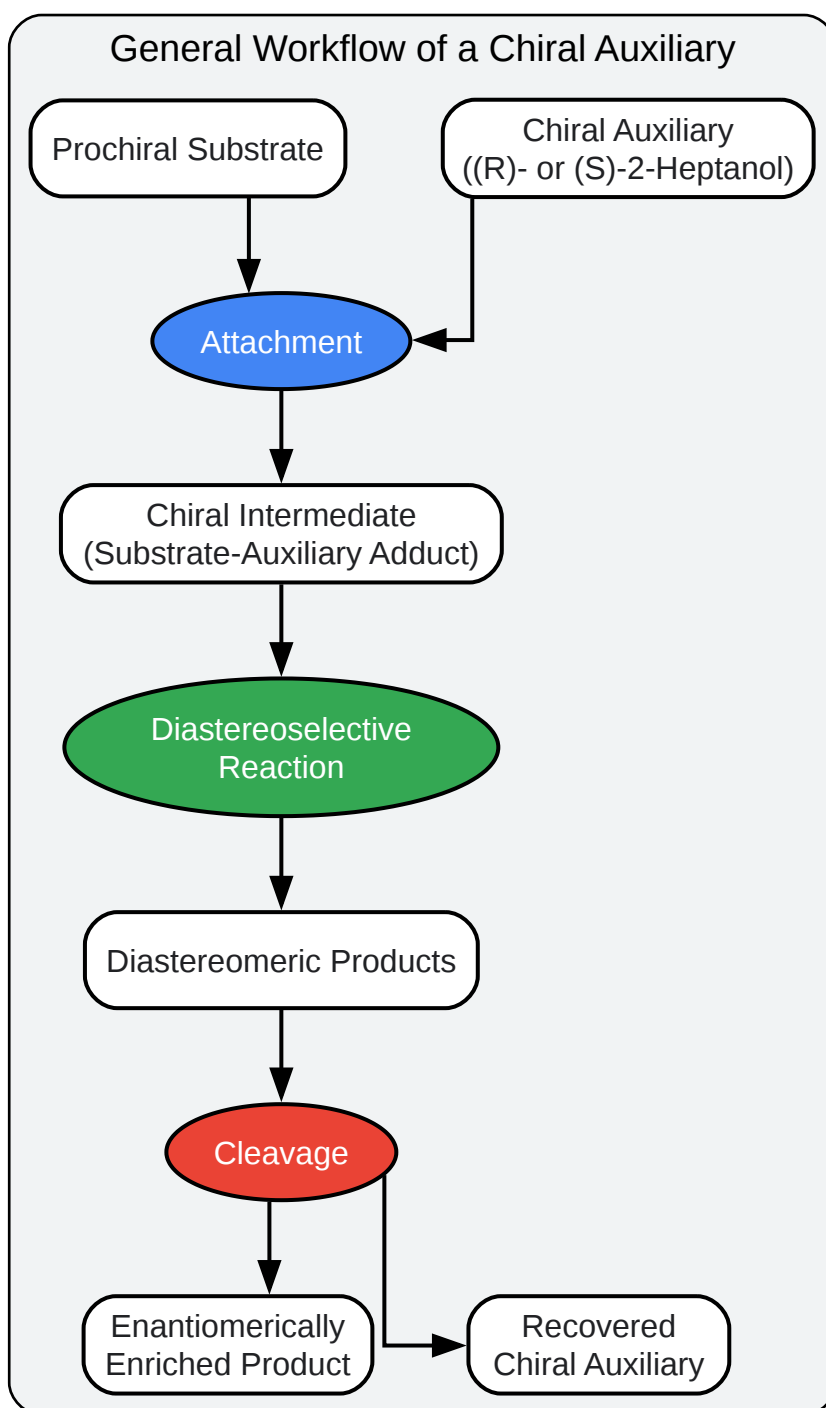 General Workflow of a Chiral Auxiliary
Prochiral Substrate
Chiral Auxiliary
((R)- or (S)-2-Heptanol)
Attachment
Chiral Intermediate
(Substrate-Auxiliary Adduct)
Diastereoselective
Reaction
Diastereomeric Products
Cleavage
Enantiomerically
Enriched Product
Recovered
Chiral Auxiliary